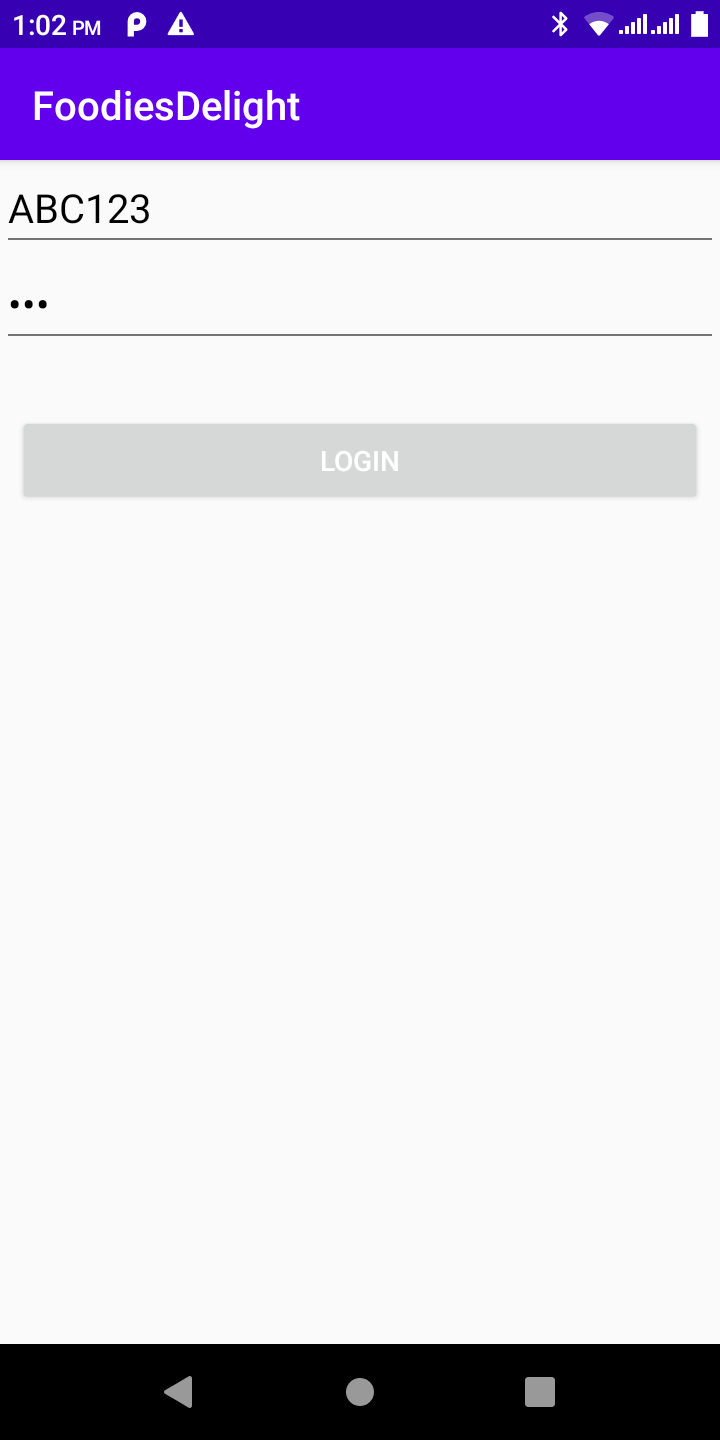 1:02 PM
FoodiesDelight
ABC123
•••
LOGIN